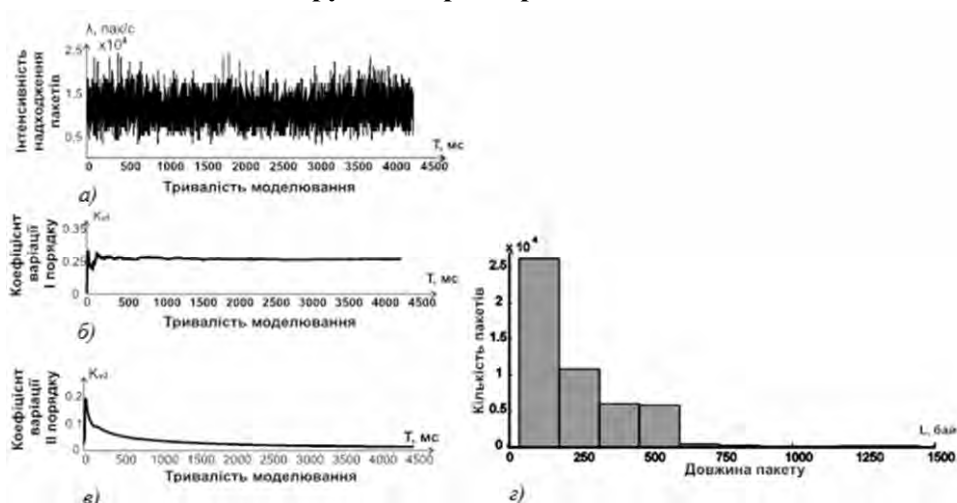 λ, пак/с
x10⁴
2.5
1.5
0.5
Інтенсивність
надходження
пакетів
T, мс
0 500 1000 1500 2000 2500 3000 3500 4000 4500
Тривалість моделювання
а)
Коефіцієнт
варіації
I порядку
0.35
0.25
0
T, мс
0 500 1000 1500 2000 2500 3000 3500 4000 4500
Тривалість моделювання
б)
Коефіцієнт
варіації
II порядку
0.2
0.1
0
T, мс
0 500 1000 1500 2000 2500 3000 3500 4000 4500
Тривалість моделювання
в)
x 10⁴
2.5
2
1.5
1
0.5
0
Кількість пакетів
L, бай
0 250 500 750 1000 1250 1500
Довжина пакету
г)